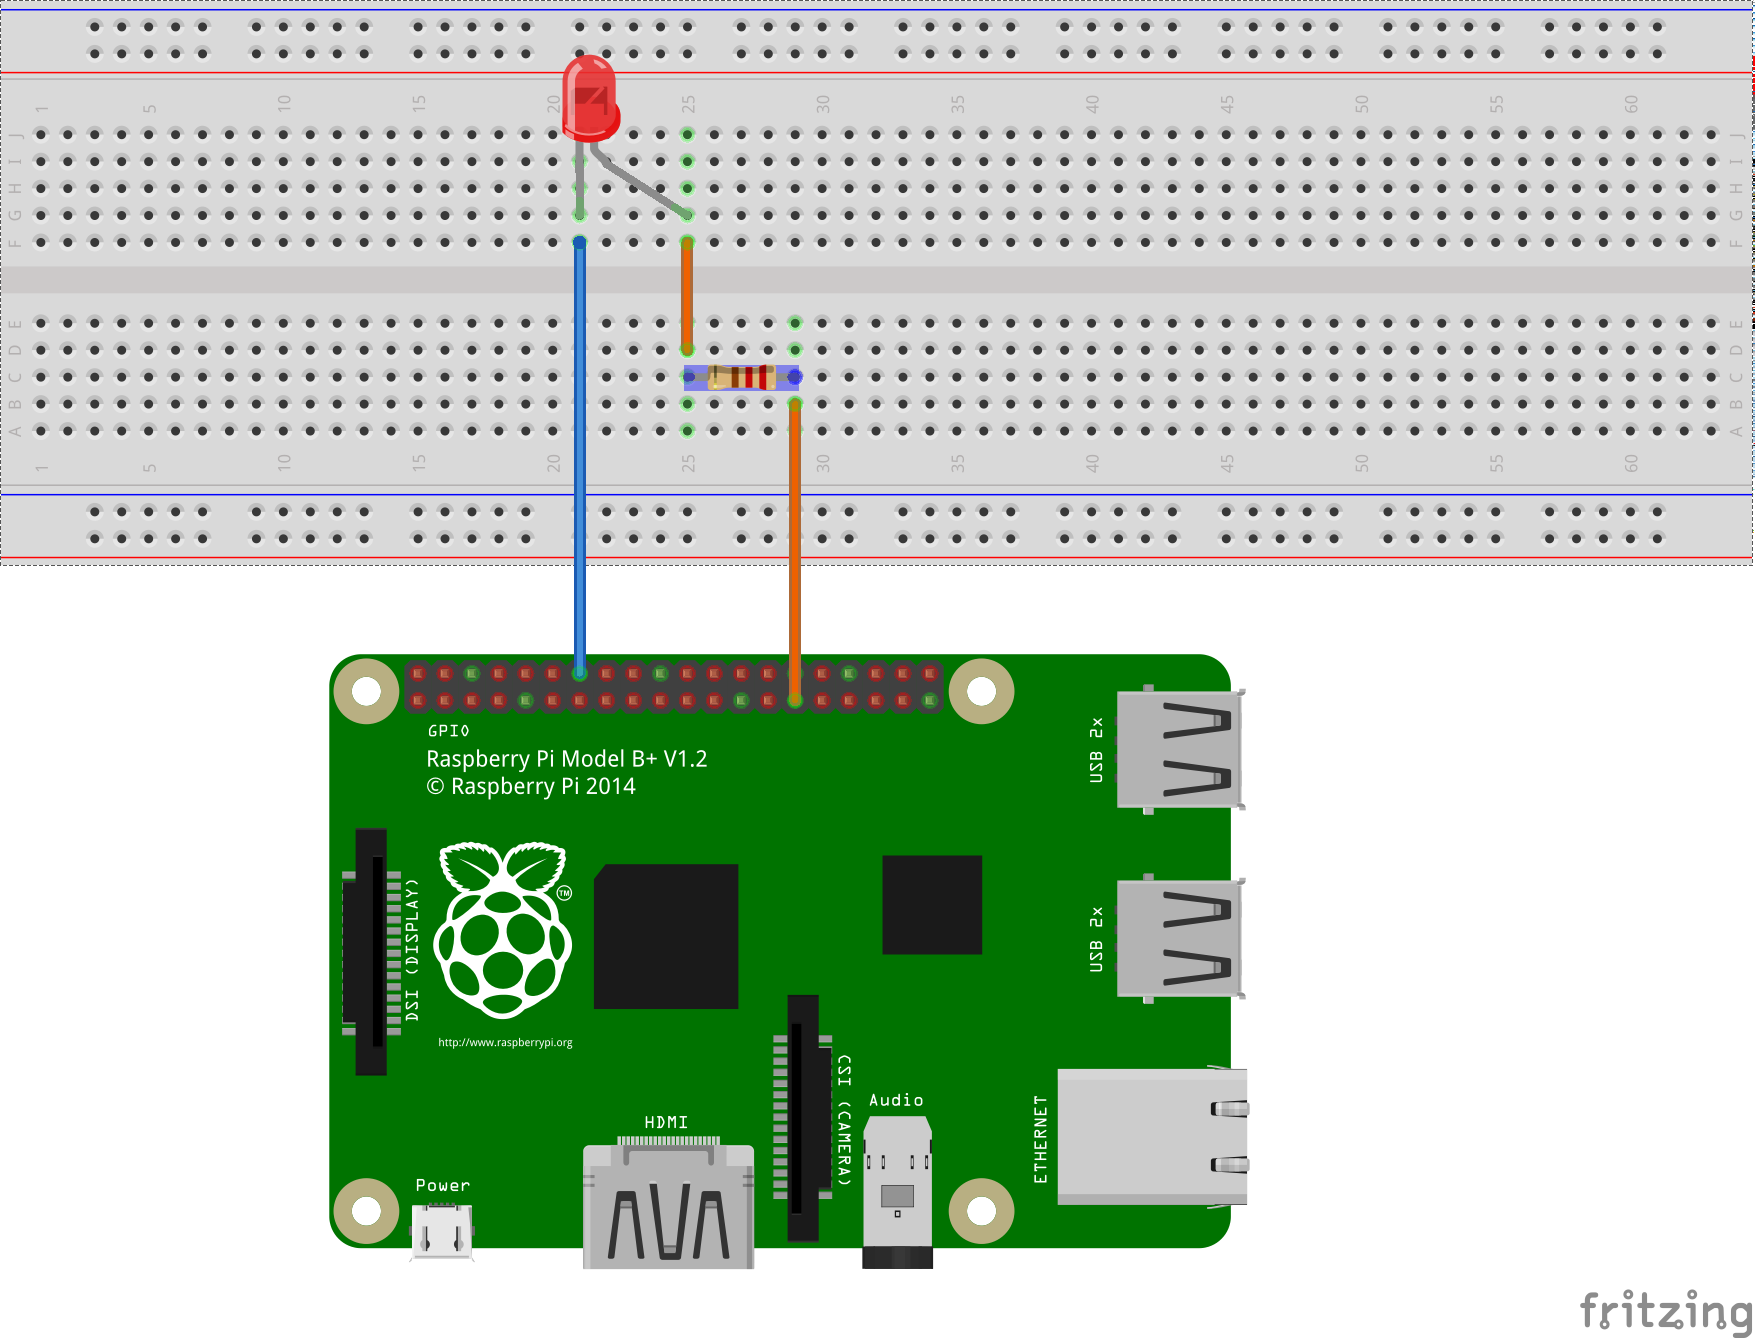 1 5 10 15 20 25 30 35 40 45 50 55 60
J J
I I
H H
G G
F F
E E
D D
C C
B B
A A
1 5 10 15 20 25 30 35 40 45 50 55 60
GPIO
Raspberry Pi Model B+ V1.2
© Raspberry Pi 2014
USB 2x
DSI (DISPLAY)
TM
USB 2x
http://www.raspberrypi.org
HDMI
CSI (CAMERA)
Audio
ETHERNET
Power
fritzing